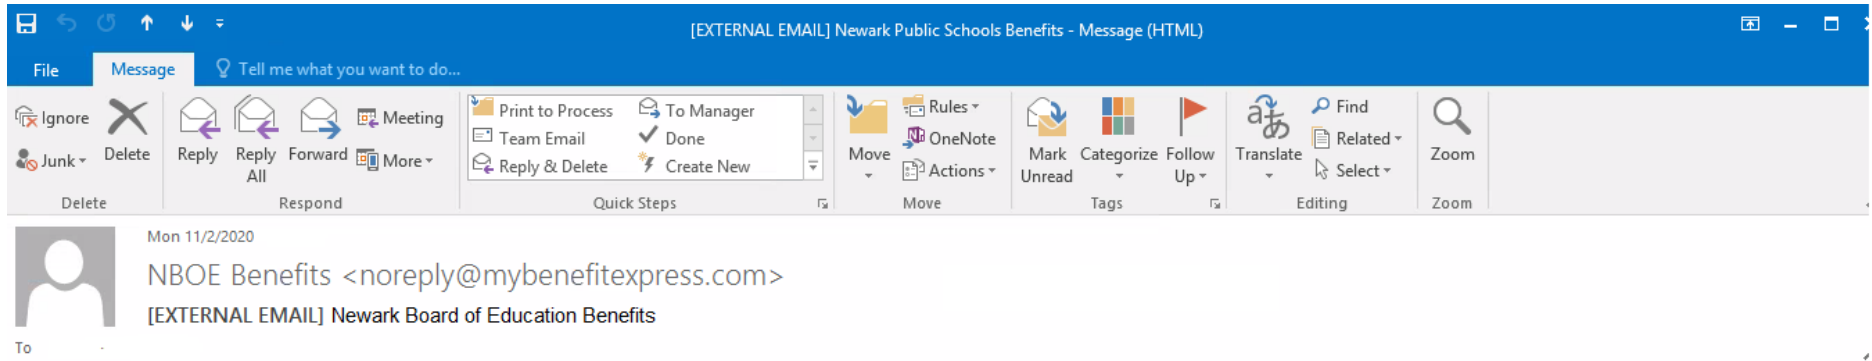 [EXTERNAL EMAIL] Newark Public Schools Benefits - Message (HTML)
File Message Tell me what you want to do...
Ignore
Junk
Delete
Reply
Reply All
Forward
Meeting
More
Print to Process To Manager
Team Email Done
Reply & Delete Create New
Move
Rules
OneNote
Actions
Mark Unread
Categorize
Follow Up
Translate
Find
Related
Select
Zoom
Delete Respond Quick Steps Move Tags Editing Zoom
Mon 11/2/2020
NBOE Benefits <noreply@mybenefitexpress.com>
[EXTERNAL EMAIL] Newark Board of Education Benefits
To